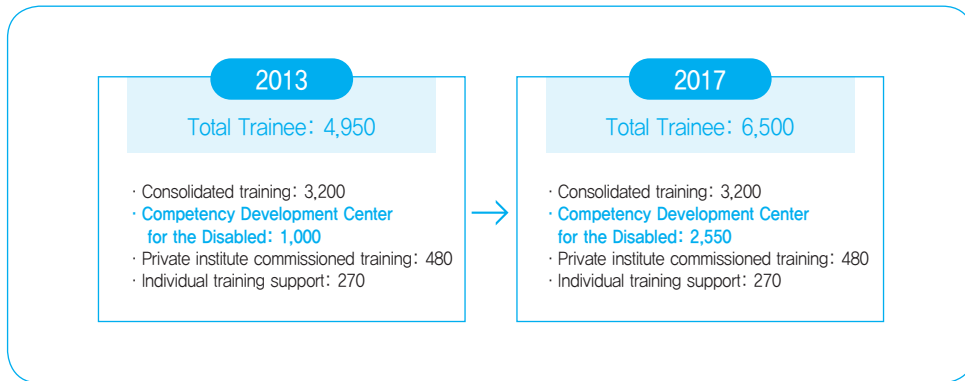 2013
Total Trainee: 4,950
· Consolidated training: 3,200
· Competency Development Center
for the Disabled: 1,000
· Private institute commissioned training: 480
· Individual training support: 270
→
2017
Total Trainee: 6,500
· Consolidated training: 3,200
· Competency Development Center
for the Disabled: 2,550
· Private institute commissioned training: 480
· Individual training support: 270